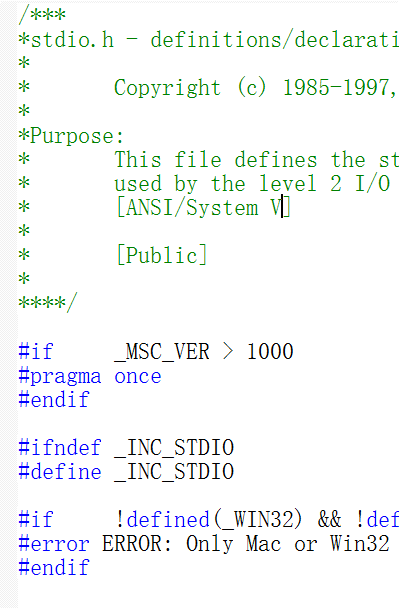 /***
*stdio.h - definitions/declarati
*
*       Copyright (c) 1985-1997,
*
*Purpose:
*       This file defines the st
*       used by the level 2 I/O
*       [ANSI/System V]
*
*       [Public]
*
****/
#if     _MSC_VER > 1000
#pragma once
#endif
#ifndef _INC_STDIO
#define _INC_STDIO
#if     !defined(_WIN32) && !def
#error ERROR: Only Mac or Win32
#endif